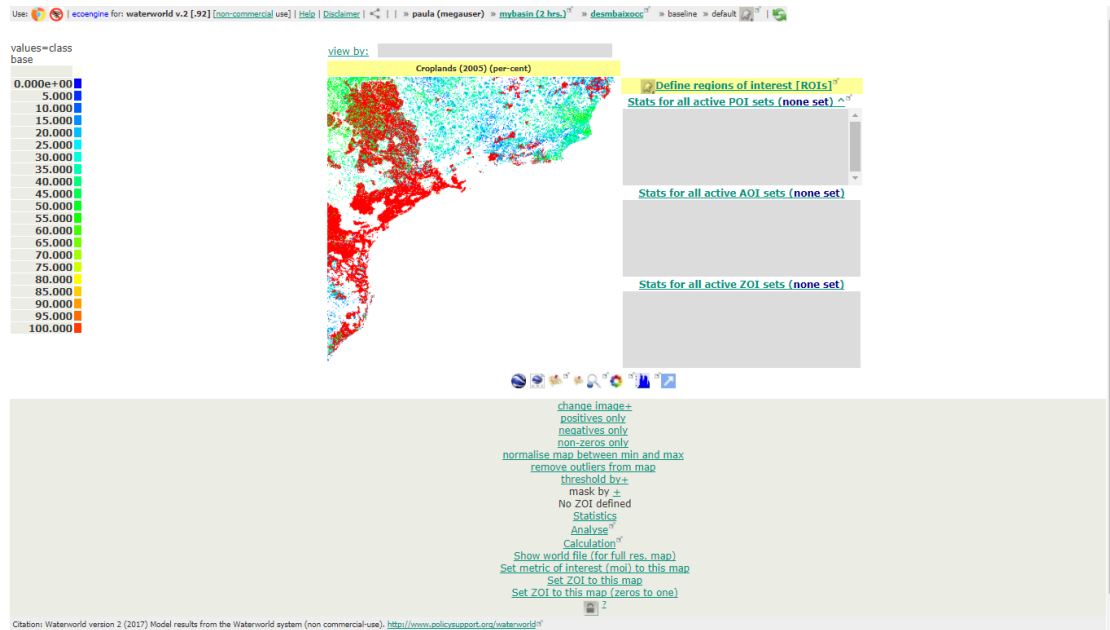 Use: | ecoengine for: waterworld v.2 [.92] [non-commercial use] | Help | Disclaimer | | | » paula (megauser) » mybasin (2 hrs.) » desmbaixocc » baseline » default |
values=class
base
0.000e+00
5.000
10.000
15.000
20.000
25.000
30.000
35.000
40.000
45.000
50.000
55.000
60.000
65.000
70.000
75.000
80.000
85.000
90.000
95.000
100.000
view by:
Croplands (2005) (per-cent)
Define regions of interest [ROIs]
Stats for all active POI sets (none set) ^
Stats for all active AOI sets (none set)
Stats for all active ZOI sets (none set)
change image+
positives only
negatives only
non-zeros only
normalise map between min and max
remove outliers from map
threshold by+
mask by +
No ZOI defined
Statistics
Analyse
Calculation
Show world file (for full res. map)
Set metric of interest (moi) to this map
Set ZOI to this map
Set ZOI to this map (zeros to one)
?
Citation: Waterworld version 2 (2017) Model results from the Waterworld system (non commercial-use). http://www.policysupport.org/waterworld